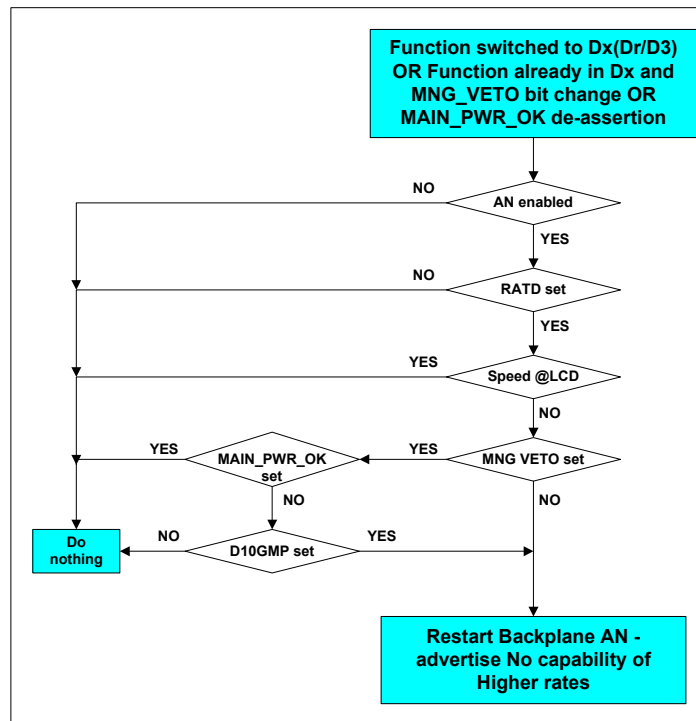 Function switched to Dx(Dr/D3)
OR Function already in Dx and
MNG_VETO bit change OR
MAIN_PWR_OK de-assertion
NO
AN enabled
YES
NO
RATD set
YES
YES
Speed @LCD
NO
YES
MAIN_PWR_OK
set
YES
MNG VETO set
NO
NO
Do
nothing
NO
D10GMP set
YES
Restart Backplane AN -
advertise No capability of
Higher rates